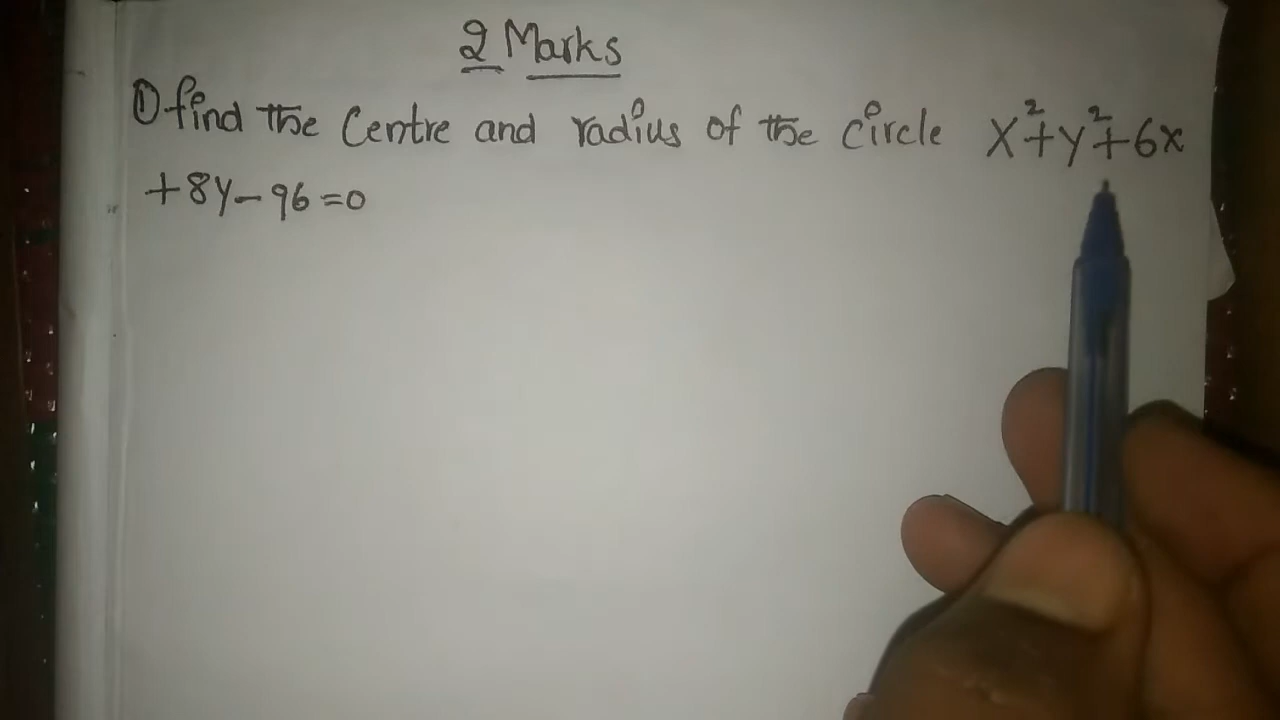 2 Marks
① find the Centre and radius of the circle x²+y²+6x
+8y-96=0